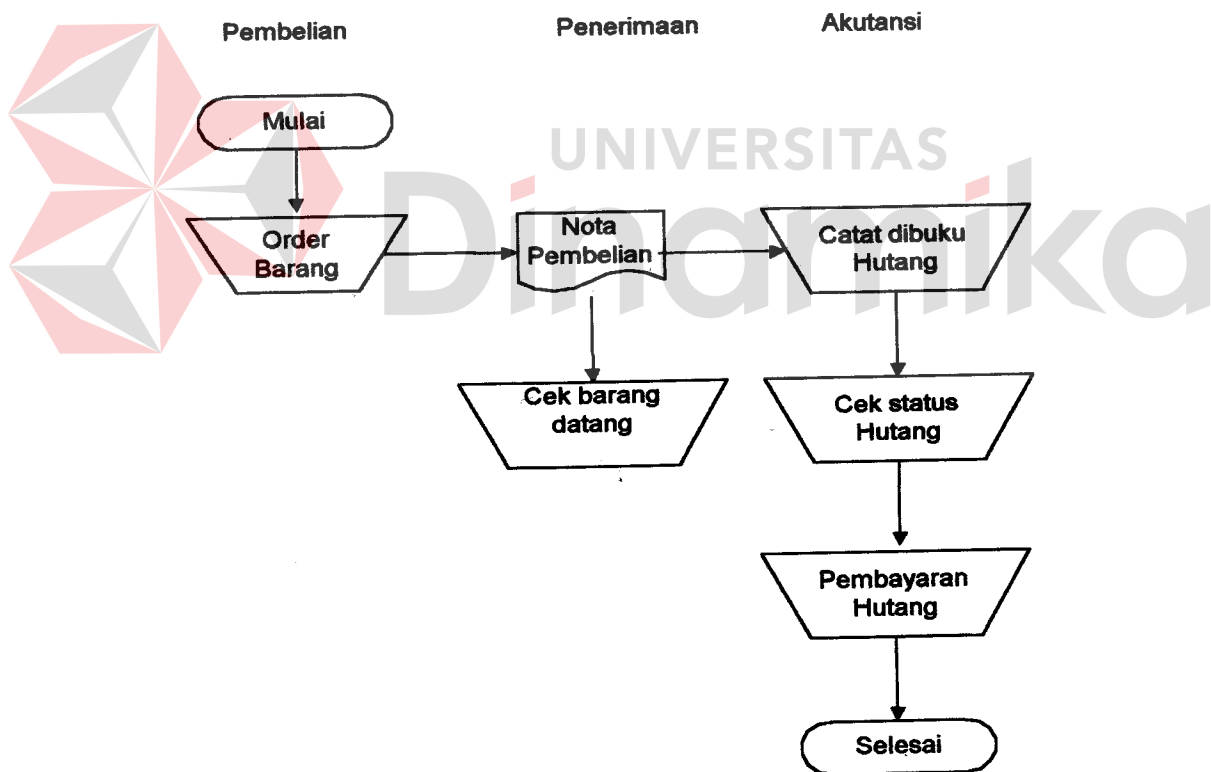 Pembelian
Penerimaan
Akutansi
Mulai
UNIVERSITAS
Dinamika
Order
Barang
Nota
Pembelian
Catat dibuku
Hutang
Cek barang
datang
Cek status
Hutang
Pembayaran
Hutang
Selesai